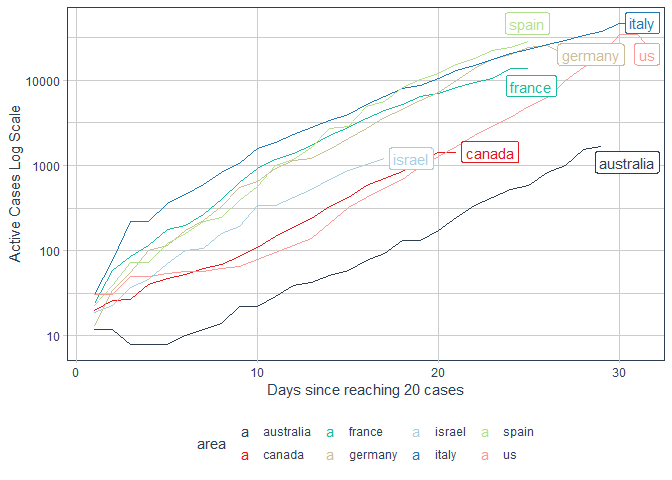 spain
italy
germany
us
10000
france
Active Cases Log Scale
1000
israel
canada
australia
100
10
0
10
20
30
Days since reaching 20 cases
area
a australia a france a israel a spain
a canada a germany a italy a us